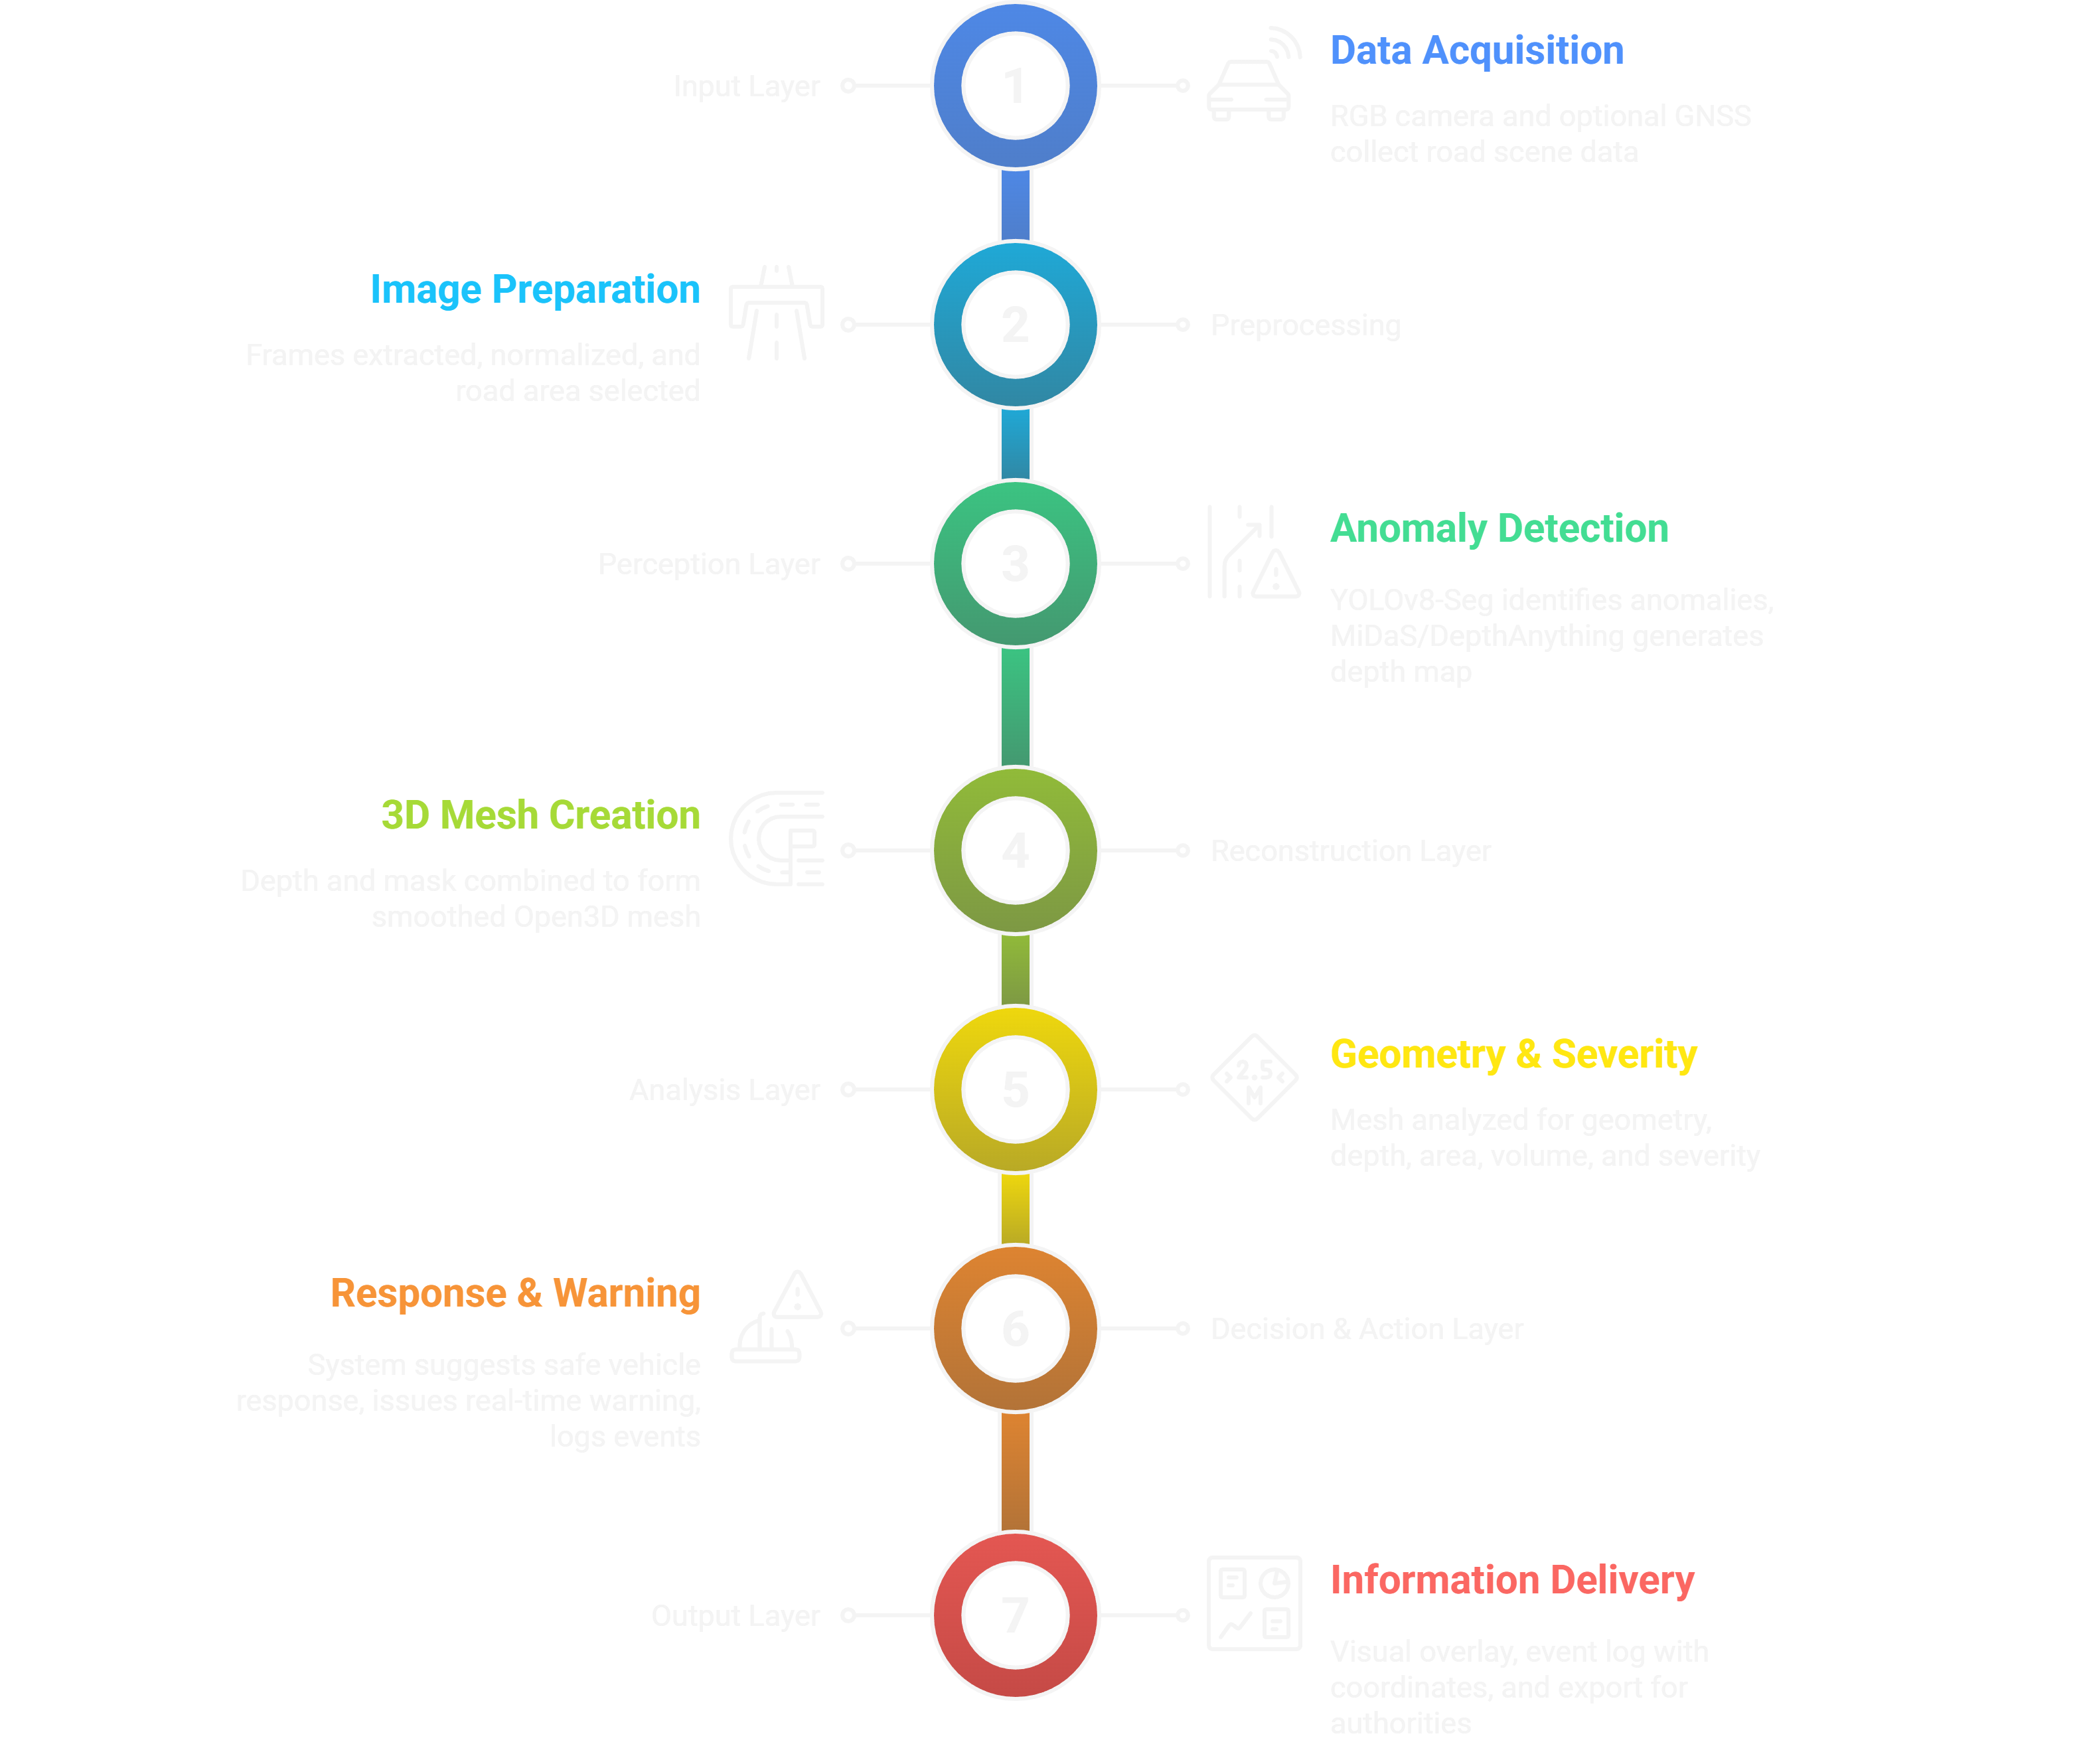 Input Layer
1
Data Acquisition
RGB camera and optional GNSS
collect road scene data
Image Preparation
Frames extracted, normalized, and
road area selected
2
Preprocessing
Perception Layer
3
Anomaly Detection
YOLOv8-Seg identifies anomalies,
MiDaS/DepthAnything generates
depth map
3D Mesh Creation
Depth and mask combined to form
smoothed Open3D mesh
4
Reconstruction Layer
Analysis Layer
5
2.5
M
Geometry & Severity
Mesh analyzed for geometry,
depth, area, volume, and severity
Response & Warning
System suggests safe vehicle
response, issues real-time warning,
logs events
6
Decision & Action Layer
Output Layer
7
Information Delivery
Visual overlay, event log with
coordinates, and export for
authorities